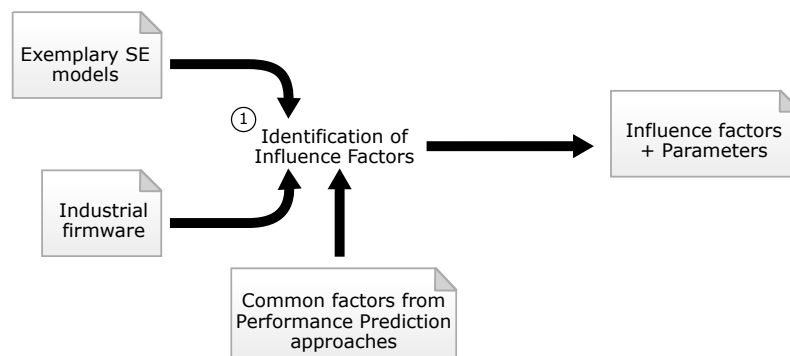 Exemplary SE
models
1
Identification of
Influence Factors
Influence factors
+ Parameters
Industrial
firmware
Common factors from
Performance Prediction
approaches